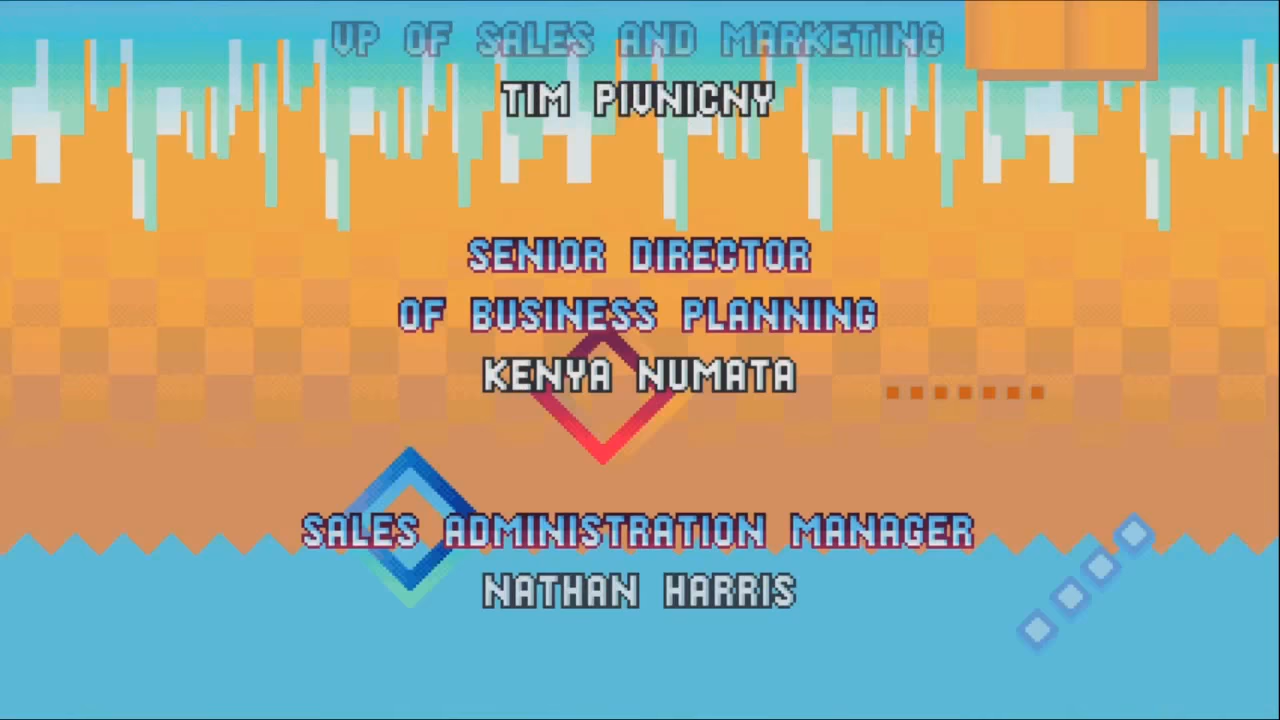 VP OF SALES AND MARKETING
TIM PIVNICNY
SENIOR DIRECTOR
OF BUSINESS PLANNING
KENYA NUMATA
SALES ADMINISTRATION MANAGER
NATHAN HARRIS